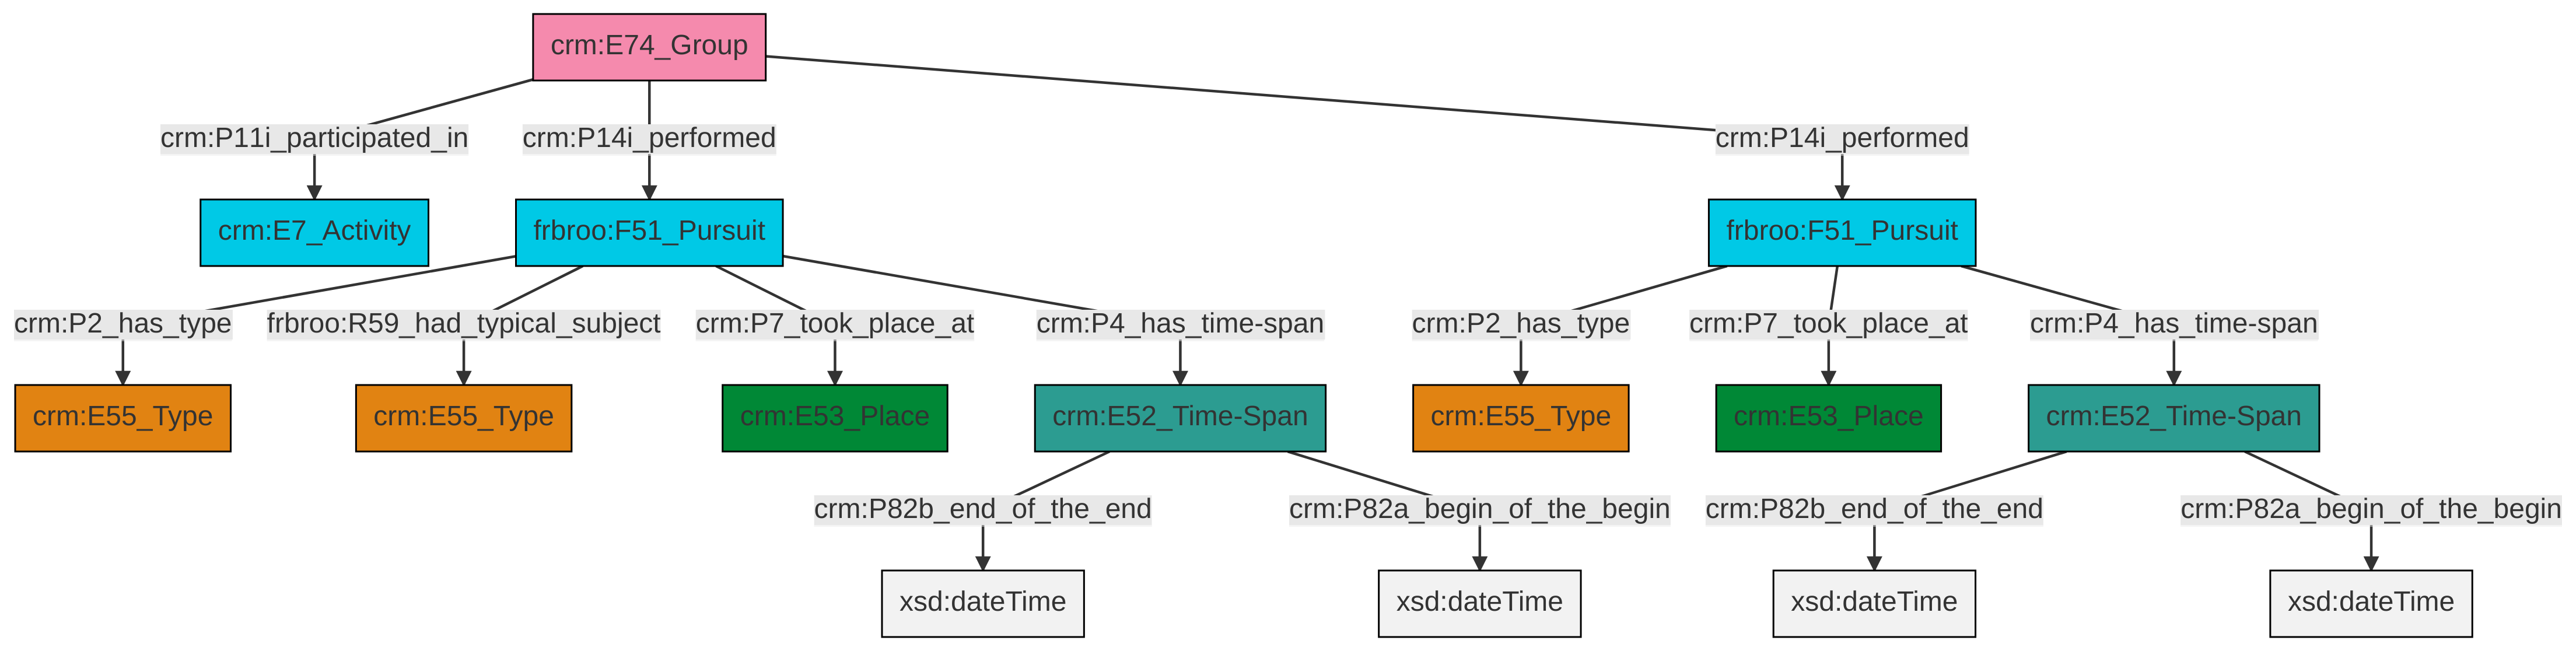 crm:E74_Group
crm:P11i_participated_in
crm:P14i_performed
crm:P14i_performed
crm:E7_Activity
frbroo:F51_Pursuit
frbroo:F51_Pursuit
crm:P2_has_type
frbroo:R59_had_typical_subject
crm:P7_took_place_at
crm:P4_has_time-span
crm:P2_has_type
crm:P7_took_place_at
crm:P4_has_time-span
crm:E55_Type
crm:E55_Type
crm:E53_Place
crm:E52_Time-Span
crm:E55_Type
crm:E53_Place
crm:E52_Time-Span
crm:P82b_end_of_the_end
crm:P82a_begin_of_the_begin
crm:P82b_end_of_the_end
crm:P82a_begin_of_the_begin
xsd:dateTime
xsd:dateTime
xsd:dateTime
xsd:dateTime